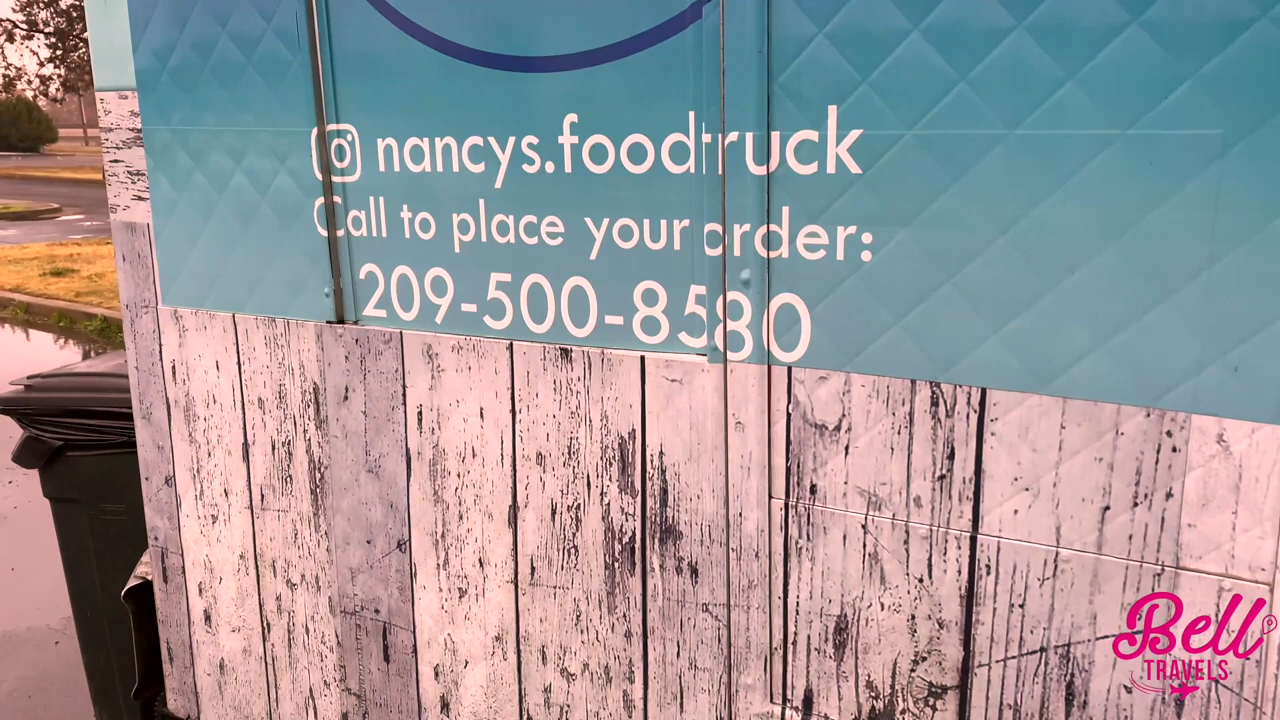 nancys.foodtruck
Call to place your order:
209-500-8580
Bell
TRAVELS